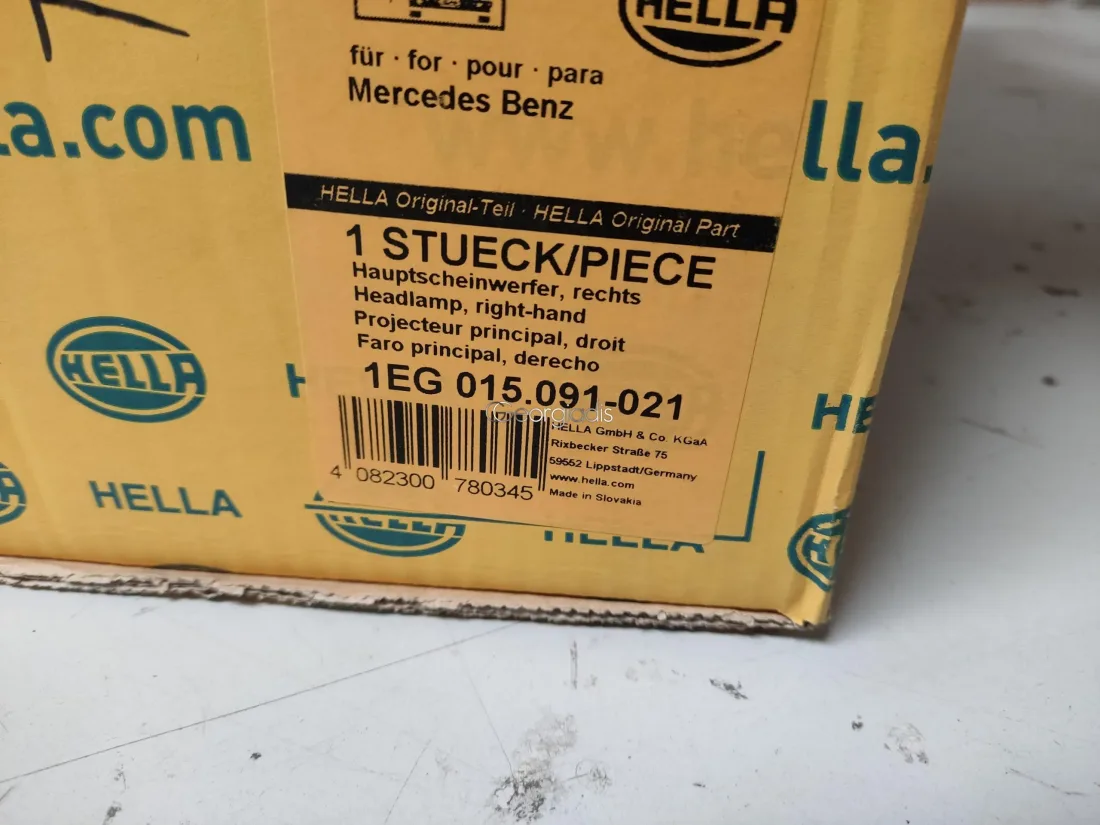 HELLA
für · for · pour · para
Mercedes Benz
a.com
lla.
HELLA Original-Teil · HELLA Original Part
1 STUECK/PIECE
Hauptscheinwerfer, rechts
Headlamp, right-hand
Projecteur principal, droit
Faro principal, derecho
1EG 015.091-021
Georgiadis
HELLA GmbH & Co. KGaA
Rixbecker Straße 75
59552 Lippstadt/Germany
www.hella.com
Made in Slovakia
4 082300 780345
HELLA
HE
HELLA
HELLA
HELLA